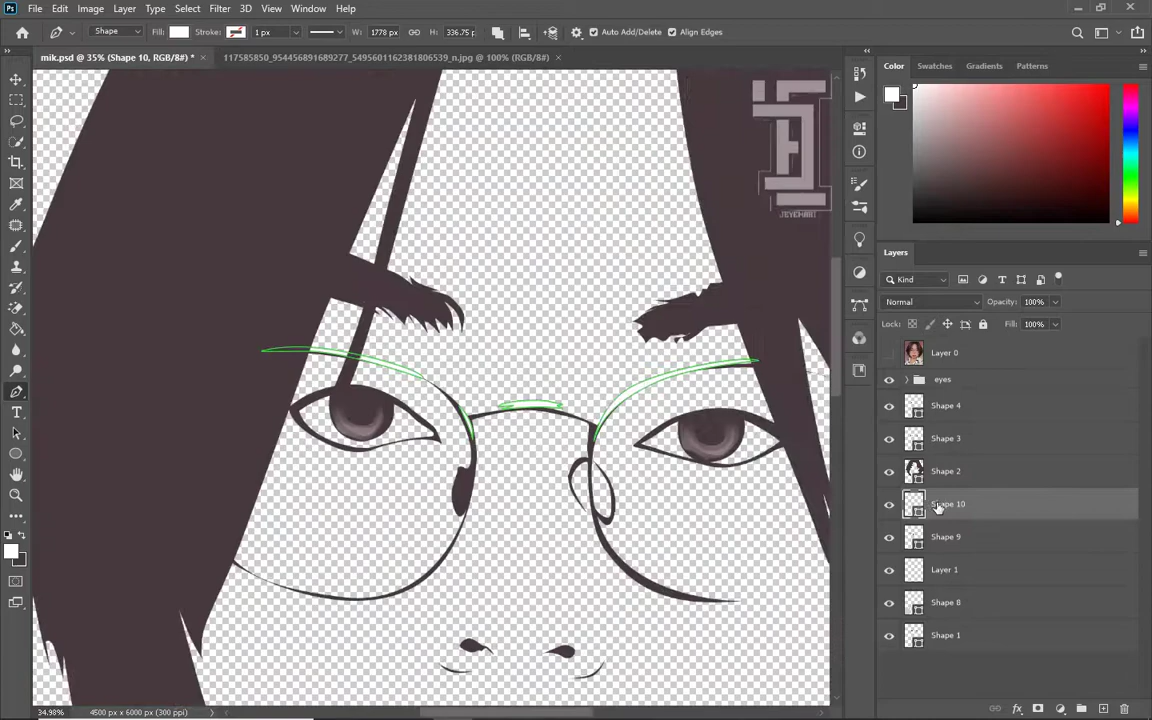 Ps File Edit Image Layer Type Select Filter 3D View Window Help
Shape Fill: Stroke: 1 px W: 1778 px H: 336.75 p Auto Add/Delete Align Edges
mik.psd @ 35% (Shape 10, RGB/8#) * × 117585850_954456891689277_5495601162381806539_n.jpg @ 100% (RGB/8#) ×
Color Swatches Gradients Patterns
JEYCHART
Layers
Kind
Normal Opacity: 100%
Lock: Fill: 100%
Layer 0
eyes
Shape 4
Shape 3
Shape 2
Shape 10
Shape 9
Layer 1
Shape 8
Shape 1
34.98% 4500 px x 6000 px (300 ppi)
fx